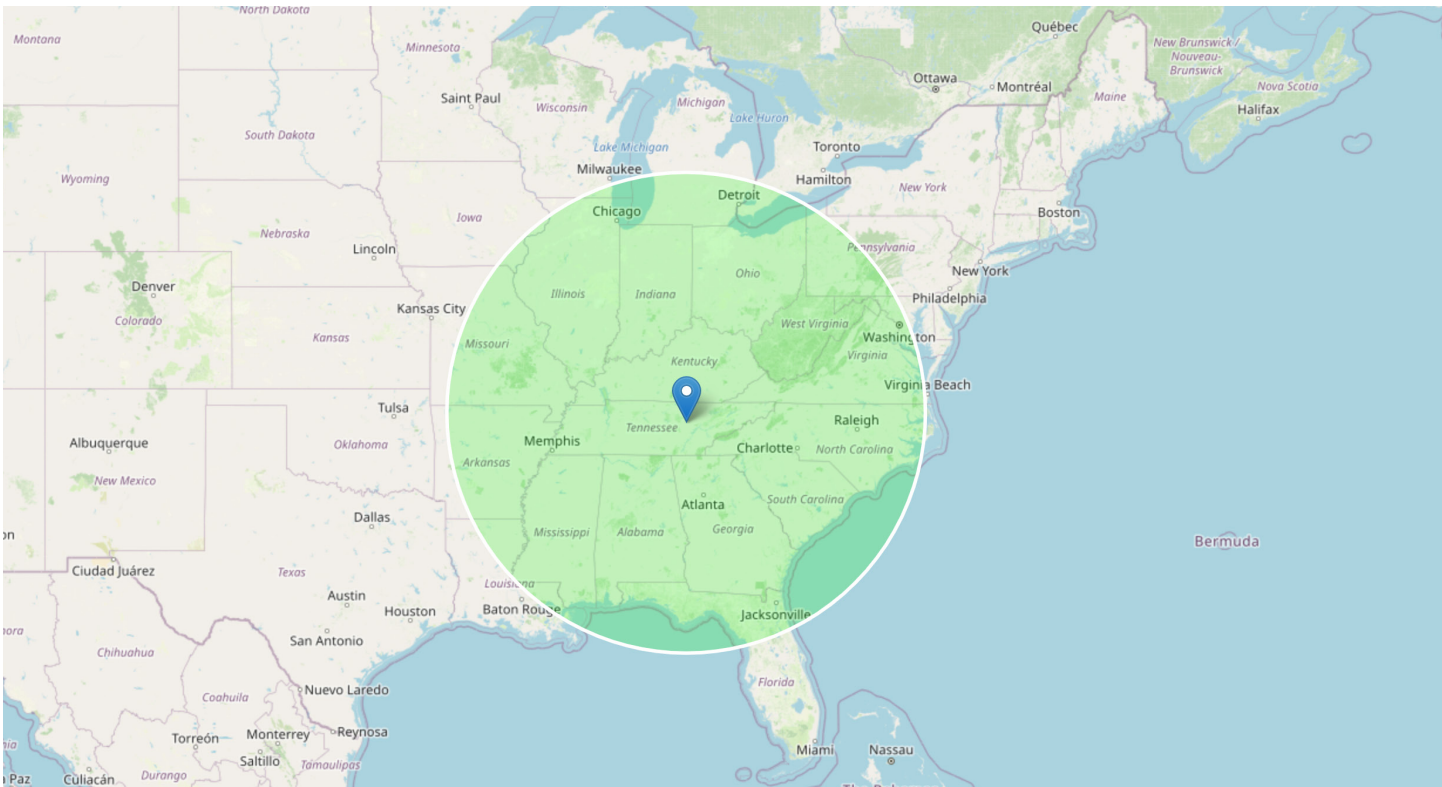 North Dakota
Québec
Montana
Minnesota
New Brunswick /
Nouveau-
Brunswick
Ottawa
Montréal
Nova Scotia
Saint Paul
Wisconsin
Michigan
Maine
Halifax
Lake Huron
South Dakota
Lake Michigan
Toronto
Milwaukee
Hamilton
Wyoming
New York
Detroit
Chicago
Boston
Iowa
Nebraska
Lincoln
Pennsylvania
New York
Ohio
Denver
Illinois
Indiana
Philadelphia
Kansas City
Colorado
West Virginia
Kansas
Missouri
Washington
Virginia
Kentucky
Virginia Beach
Tulsa
Raleigh
Tennessee
Albuquerque
Oklahoma
Memphis
Charlotte
North Carolina
Arkansas
New Mexico
South Carolina
Atlanta
Dallas
Mississippi
Alabama
Georgia
Bermuda
Ciudad Juárez
Texas
Louisiana
Austin
Houston
Baton Rouge
Jacksonville
San Antonio
Chihuahua
Florida
Coahuila
Nuevo Laredo
Torreón
Monterrey
Reynosa
Saltillo
Tamaulipas
Miami
Nassau
Culiacán
Durango